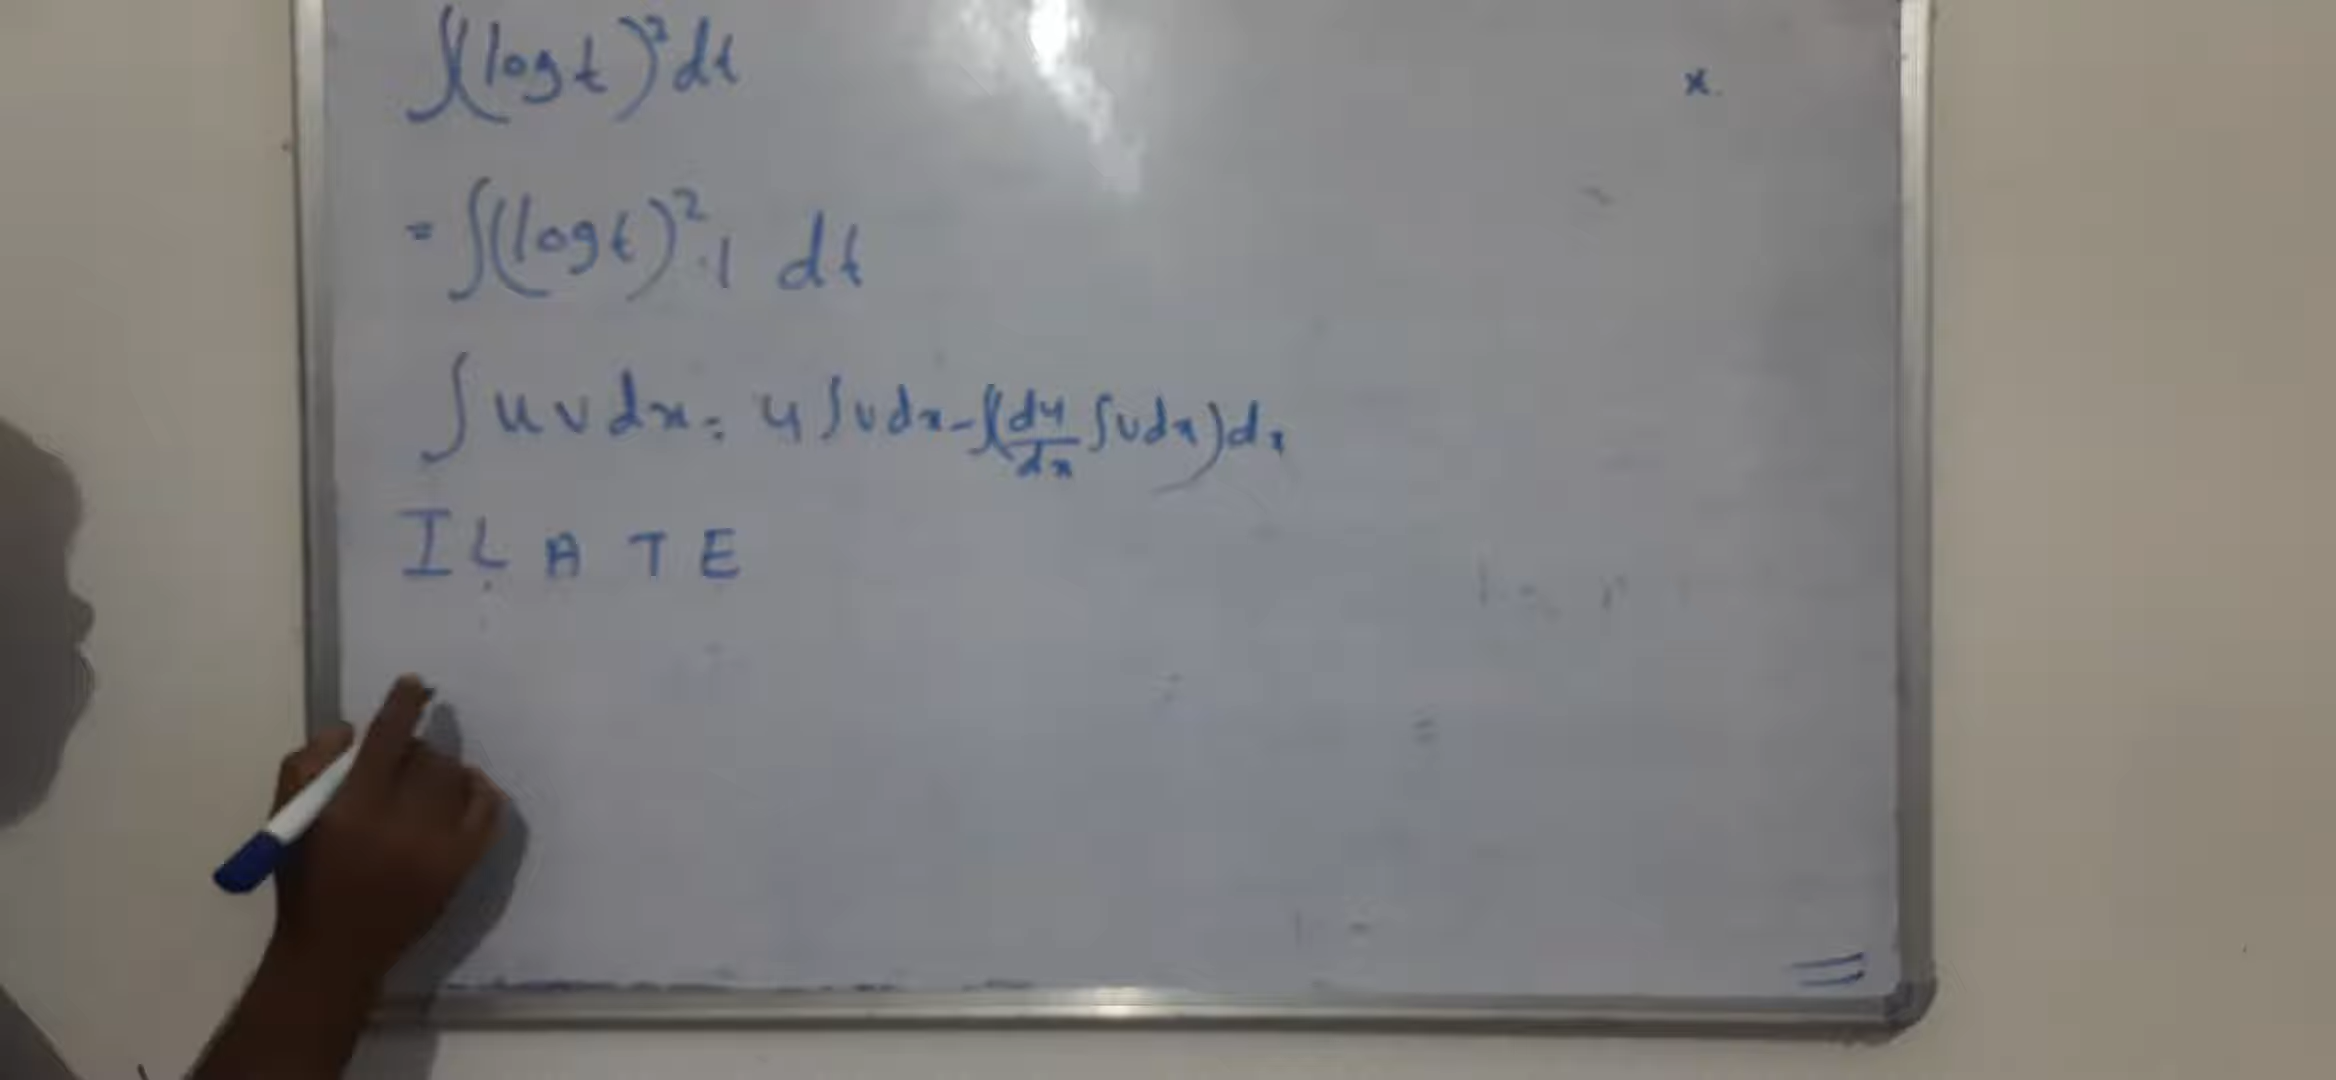 ∫(log t)² dt
x.
= ∫(log t)².1 dt
∫ u v dx = u ∫v dx - ∫(du/dx ∫v dx) dx
I L A T E